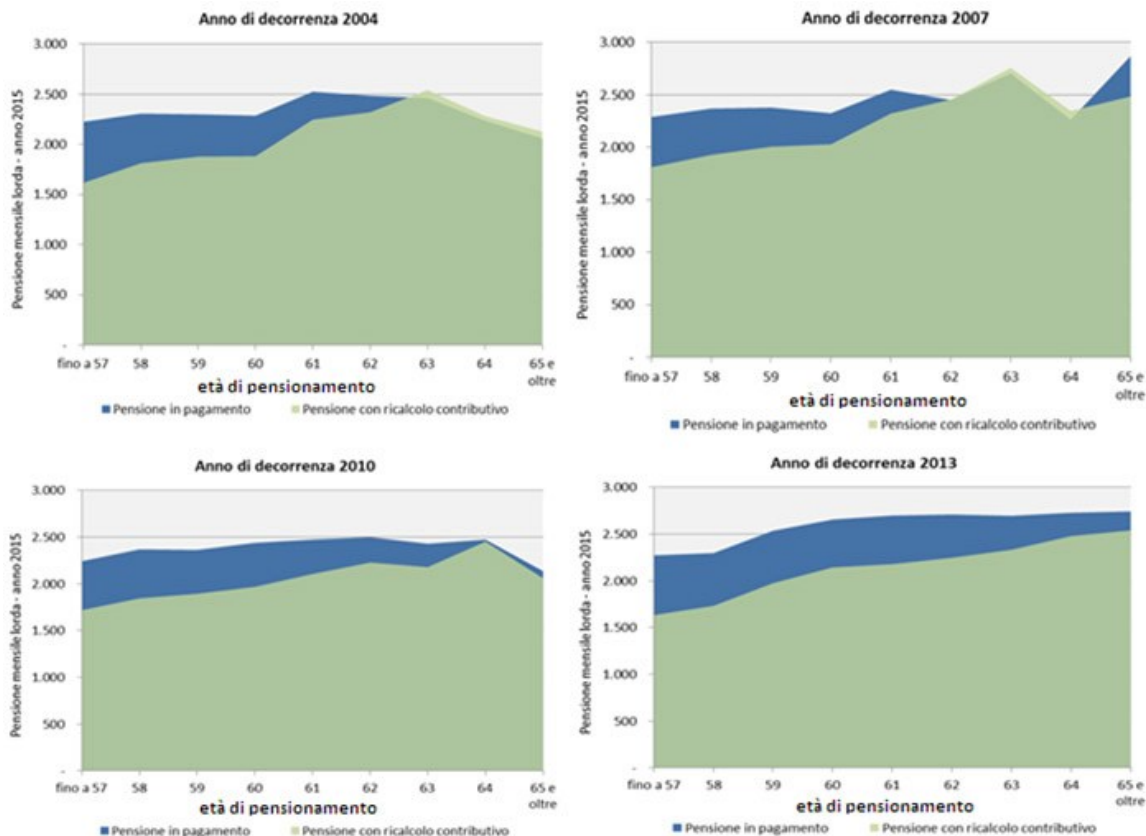 Anno di decorrenza 2004
Pensione mensile lorda - anno 2015
3.000
2.500
2.000
1.500
1.000
500
-
fino a 57 58 59 60 61 62 63 64 65 e
oltre
età di pensionamento
Pensione in pagamento Pensione con ricalcolo contributivo
Anno di decorrenza 2007
Pensione mensile lorda - anno 2015
3.000
2.500
2.000
1.500
1.000
500
-
fino a 57 58 59 60 61 62 63 64 65 e
oltre
età di pensionamento
Pensione in pagamento Pensione con ricalcolo contributivo
Anno di decorrenza 2010
Pensione mensile lorda - anno 2015
3.000
2.500
2.000
1.500
1.000
500
-
fino a 57 58 59 60 61 62 63 64 65 e
oltre
età di pensionamento
Pensione in pagamento Pensione con ricalcolo contributivo
Anno di decorrenza 2013
Pensione mensile lorda - anno 2015
3.000
2.500
2.000
1.500
1.000
500
-
fino a 57 58 59 60 61 62 63 64 65 e
oltre
età di pensionamento
Pensione in pagamento Pensione con ricalcolo contributivo